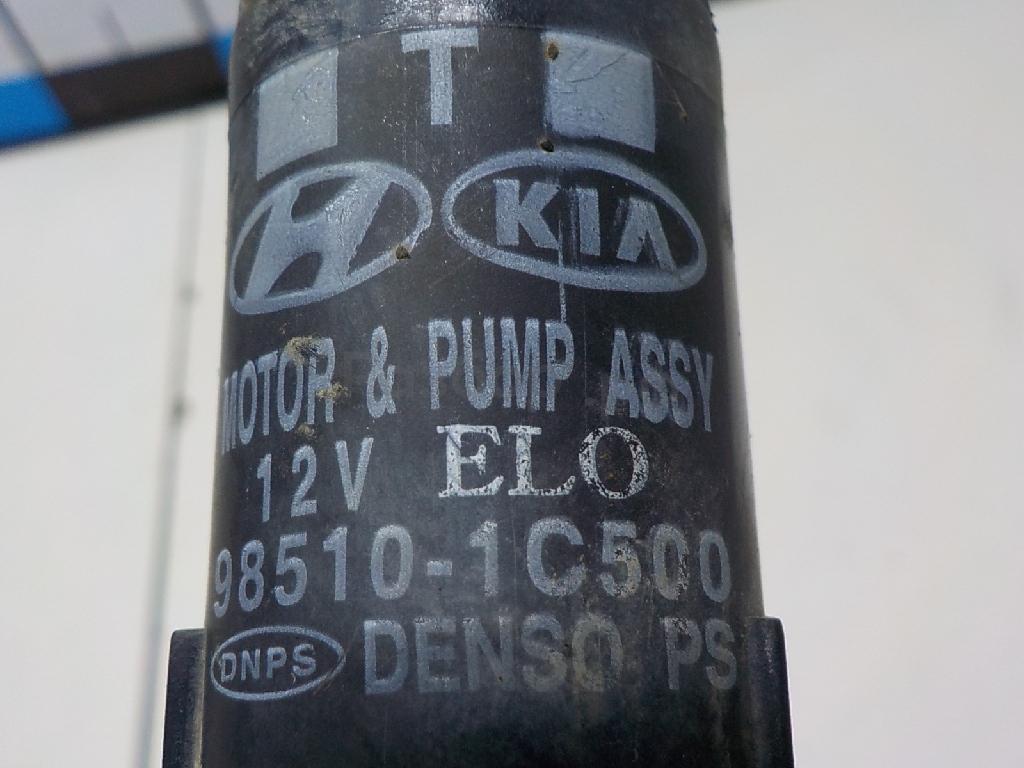 T
H KIA
MOTOR & PUMP ASSY
12V ELO
98510-1C500
DNPS DENSO PS